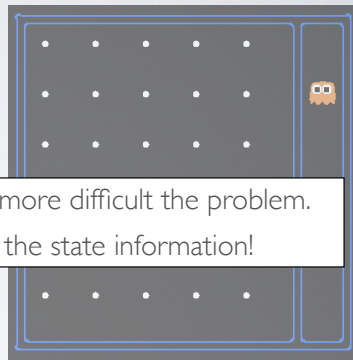 more difficult the problem.
the state information!